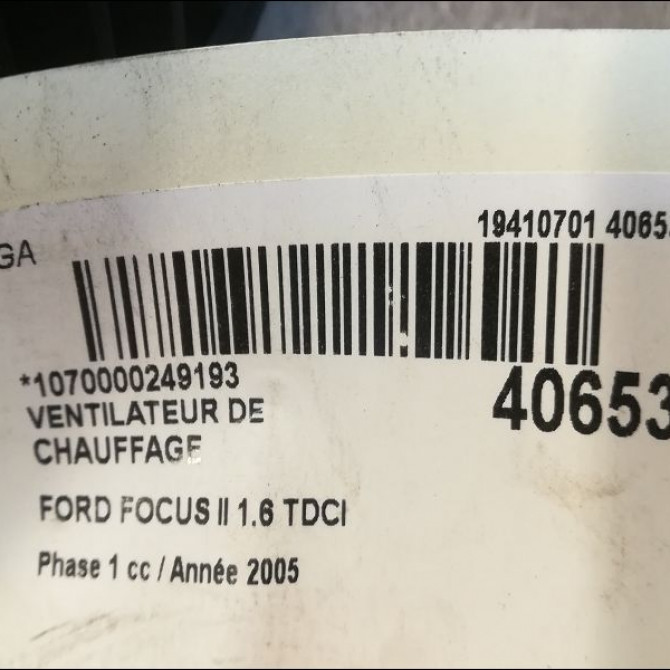 19410701 4065
GA
*1070000249193
40653
VENTILATEUR DE
CHAUFFAGE
FORD FOCUS II 1.6 TDCI
Phase 1 cc / Année 2005